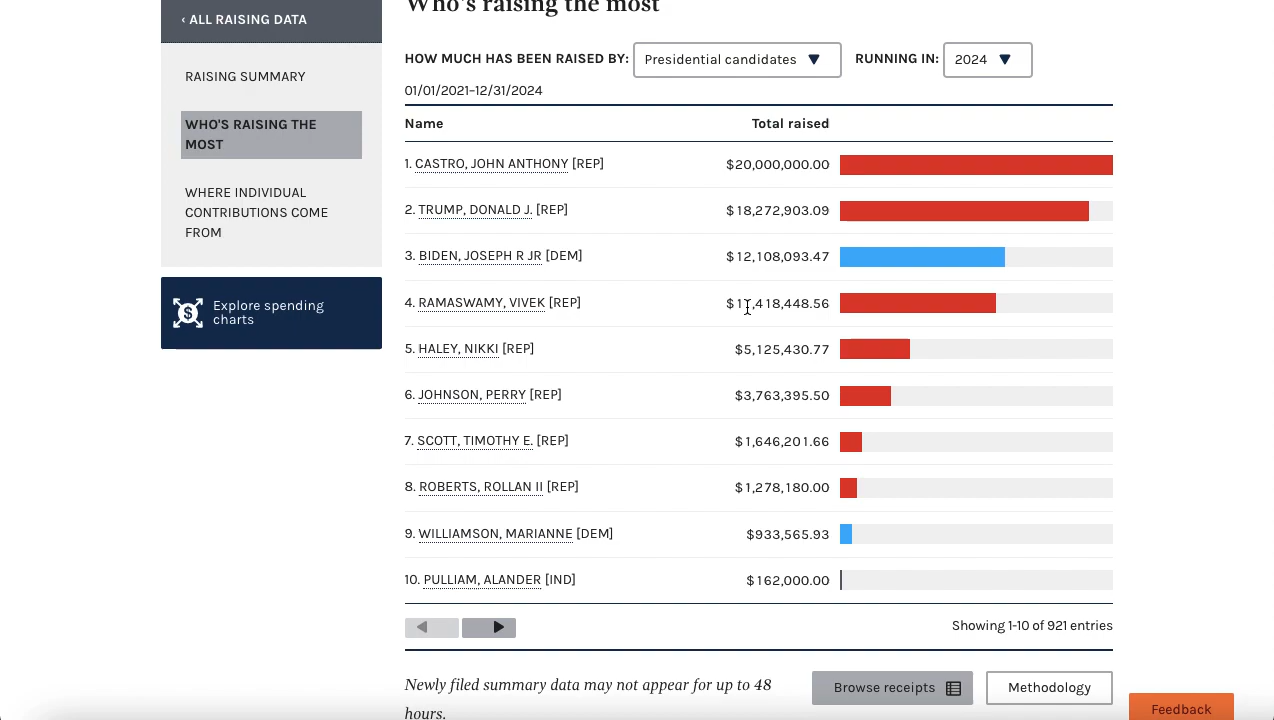 ‹ ALL RAISING DATA
RAISING SUMMARY
WHO'S RAISING THE
MOST
WHERE INDIVIDUAL
CONTRIBUTIONS COME
FROM
Explore spending
charts
Who's raising the most
HOW MUCH HAS BEEN RAISED BY: Presidential candidates RUNNING IN: 2024
01/01/2021–12/31/2024
Name Total raised
1. CASTRO, JOHN ANTHONY [REP] $20,000,000.00
2. TRUMP, DONALD J. [REP] $18,272,903.09
3. BIDEN, JOSEPH R JR [DEM] $12,108,093.47
4. RAMASWAMY, VIVEK [REP] $11,418,448.56
5. HALEY, NIKKI [REP] $5,125,430.77
6. JOHNSON, PERRY [REP] $3,763,395.50
7. SCOTT, TIMOTHY E. [REP] $1,646,201.66
8. ROBERTS, ROLLAN II [REP] $1,278,180.00
9. WILLIAMSON, MARIANNE [DEM] $933,565.93
10. PULLIAM, ALANDER [IND] $162,000.00
Showing 1-10 of 921 entries
Newly filed summary data may not appear for up to 48
hours.
Browse receipts
Methodology
Feedback